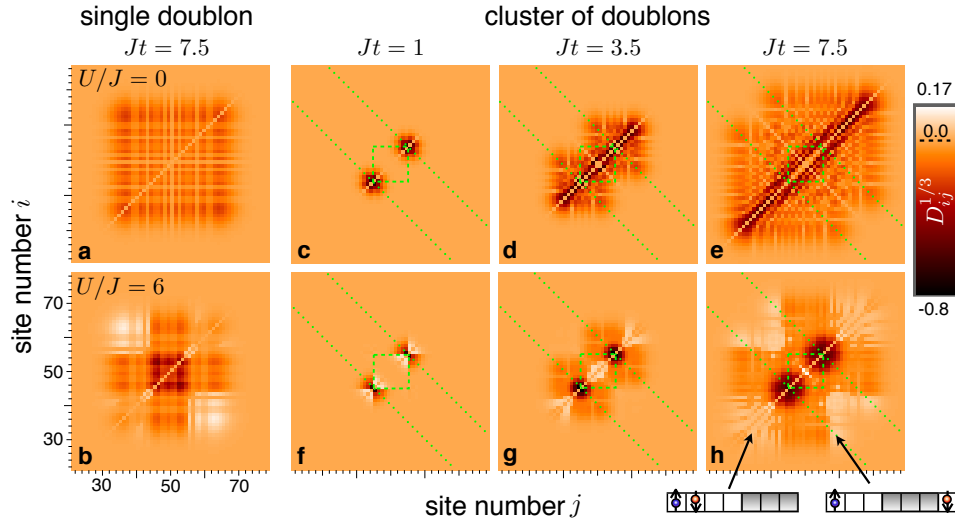 single doublon
cluster of doublons
Jt = 7.5
Jt = 1
Jt = 3.5
Jt = 7.5
U/J = 0
a
c
d
e
0.17
0.0
D_{ij}^{1/3}
-0.8
site number i
U/J = 6
70
50
30
b
f
g
h
30
50
70
site number j